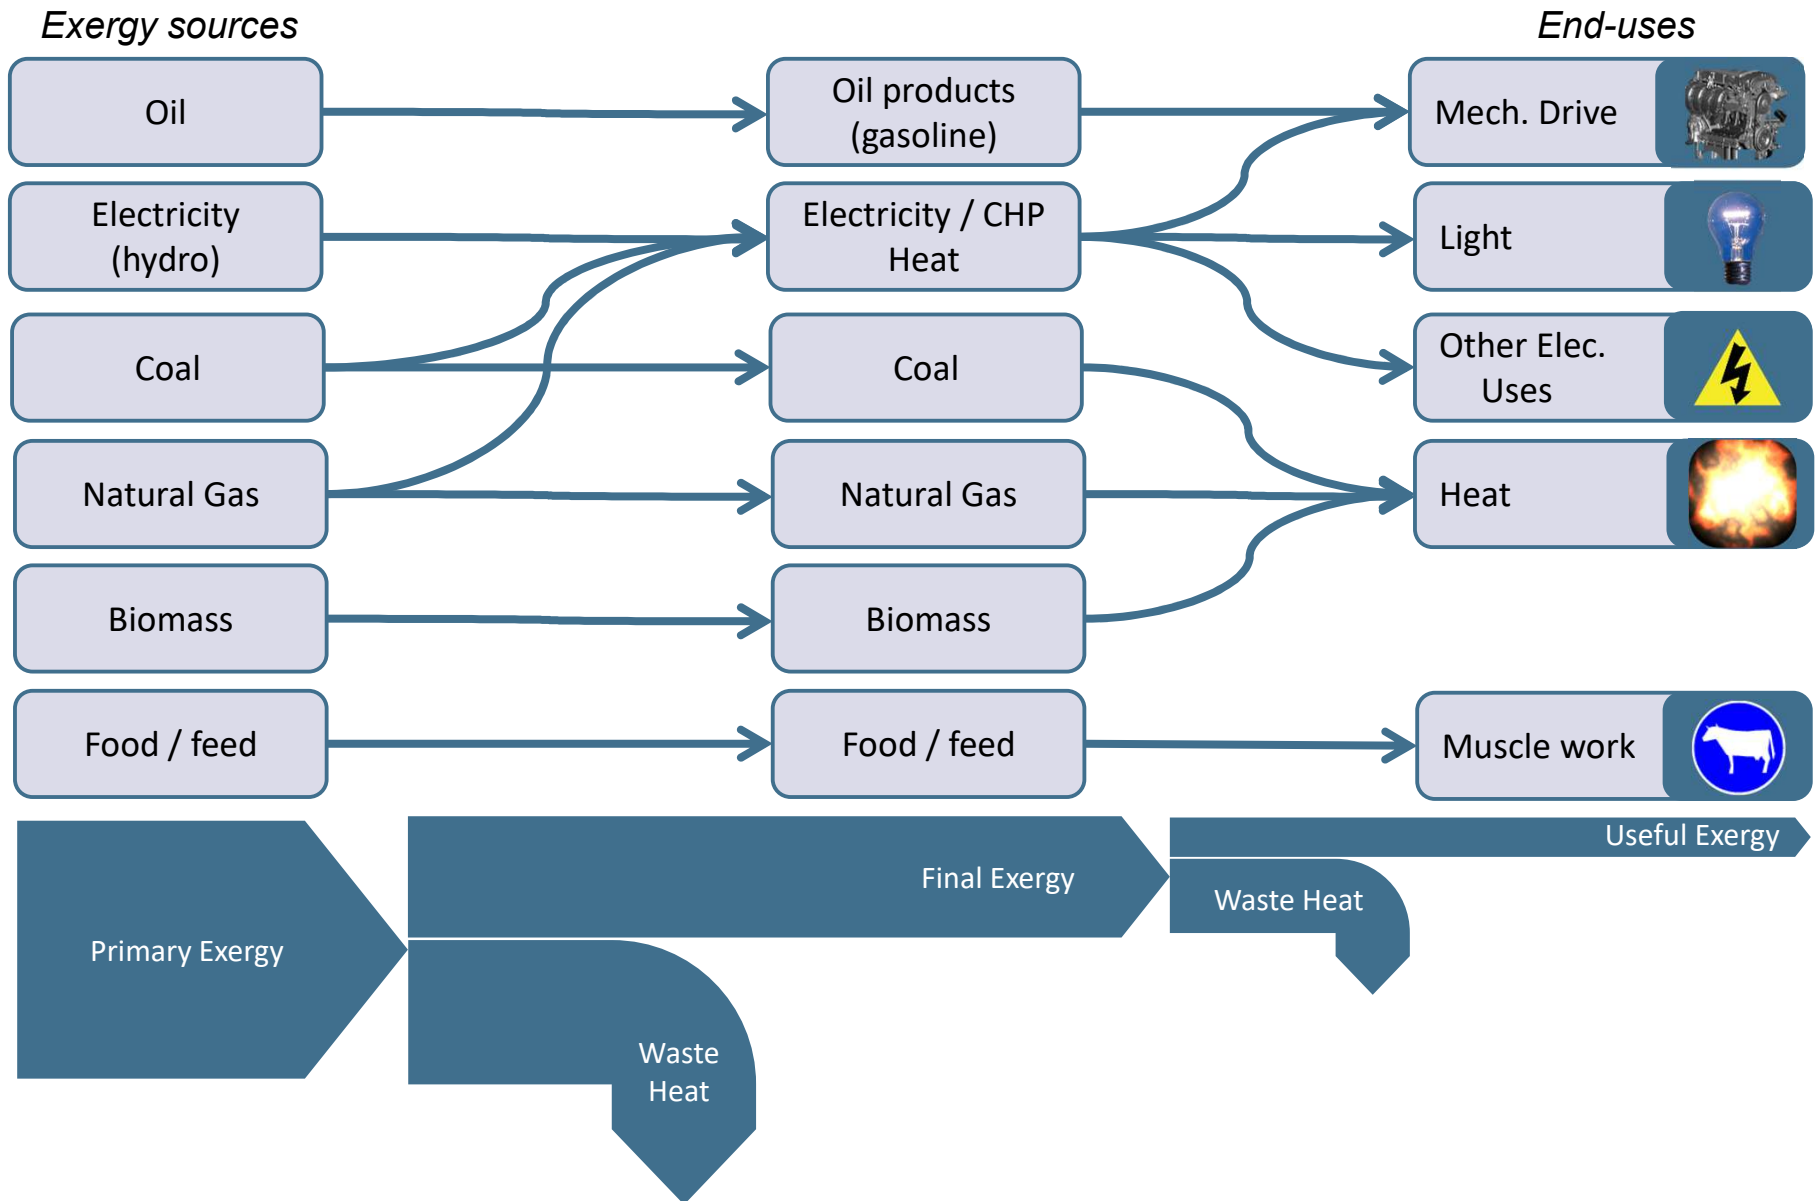 Exergy sources
End-uses
Oil
Oil products
(gasoline)
Mech. Drive
Electricity
(hydro)
Electricity / CHP
Heat
Light
Coal
Coal
Other Elec.
Uses
Natural Gas
Natural Gas
Heat
Biomass
Biomass
Food / feed
Food / feed
Muscle work
Useful Exergy
Final Exergy
Waste Heat
Primary Exergy
Waste
Heat